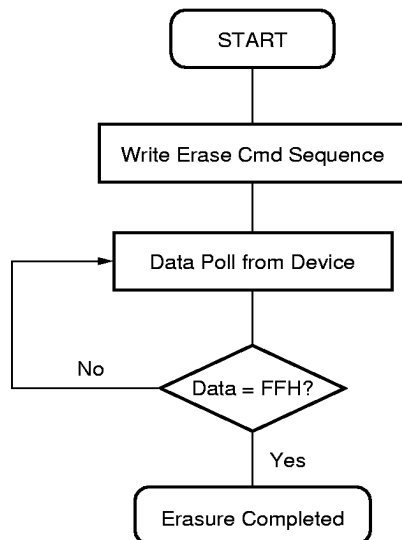 START
Write Erase Cmd Sequence
Data Poll from Device
No
Data = FFH?
Yes
Erasure Completed